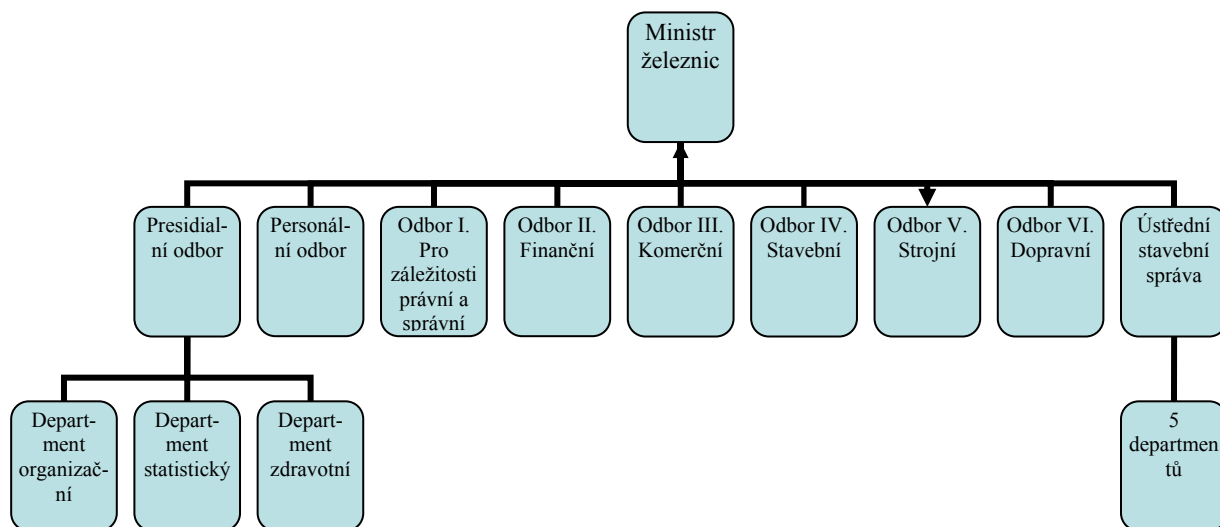 Ministr
železnic
Presidial-
ní odbor
Personál-
ní odbor
Odbor I.
Pro
záležitosti
právní a
správní
Odbor II.
Finanční
Odbor III.
Komerční
Odbor IV.
Stavební
Odbor V.
Strojní
Odbor VI.
Dopravní
Ústřední
stavební
správa
Depart-
ment
organizač-
ní
Depart-
ment
statistický
Depart-
ment
zdravotní
5
departmen-
tů